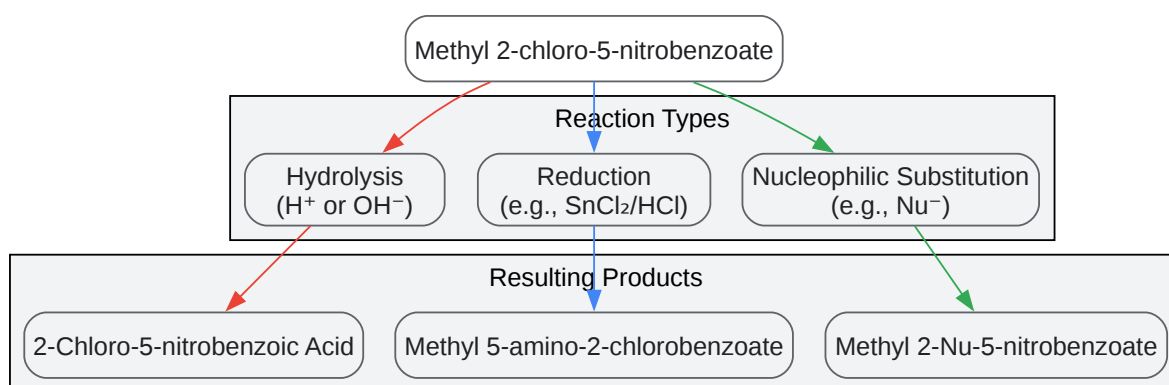 Methyl 2-chloro-5-nitrobenzoate
Reaction Types
Hydrolysis
(H⁺ or OH⁻)
Reduction
(e.g., SnCl₂/HCl)
Nucleophilic Substitution
(e.g., Nu⁻)
Resulting Products
2-Chloro-5-nitrobenzoic Acid
Methyl 5-amino-2-chlorobenzoate
Methyl 2-Nu-5-nitrobenzoate